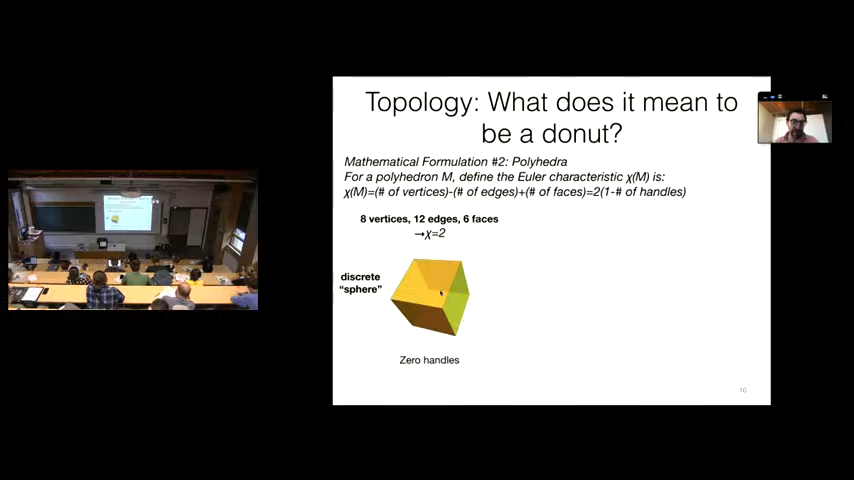 Topology: What does it mean to
be a donut?
Mathematical Formulation #2: Polyhedra
For a polyhedron M, define the Euler characteristic χ(M) is:
χ(M)=(# of vertices)-(# of edges)+(# of faces)=2(1-# of handles)
8 vertices, 12 edges, 6 faces
→χ=2
discrete
“sphere”
Zero handles
10